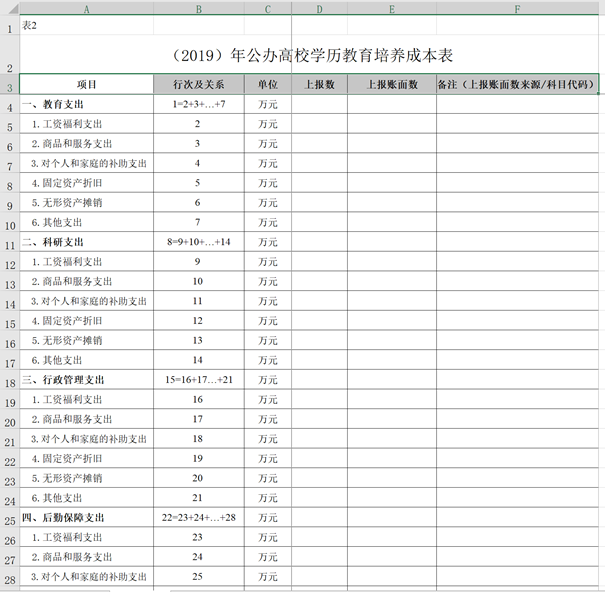 A B C D E F
1 表2
2 （2019）年公办高校学历教育培养成本表
3 项目 行次及关系 单位 上报数 上报账面数 备注（上报账面数来源/科目代码）
4 一、教育支出 1=2+3+…+7 万元
5 1.工资福利支出 2 万元
6 2.商品和服务支出 3 万元
7 3.对个人和家庭的补助支出 4 万元
8 4.固定资产折旧 5 万元
9 5.无形资产摊销 6 万元
10 6.其他支出 7 万元
11 二、科研支出 8=9+10+…+14 万元
12 1.工资福利支出 9 万元
13 2.商品和服务支出 10 万元
14 3.对个人和家庭的补助支出 11 万元
15 4.固定资产折旧 12 万元
16 5.无形资产摊销 13 万元
17 6.其他支出 14 万元
18 三、行政管理支出 15=16+17…+21 万元
19 1.工资福利支出 16 万元
20 2.商品和服务支出 17 万元
21 3.对个人和家庭的补助支出 18 万元
22 4.固定资产折旧 19 万元
23 5.无形资产摊销 20 万元
24 6.其他支出 21 万元
25 四、后勤保障支出 22=23+24+…+28 万元
26 1.工资福利支出 23 万元
27 2.商品和服务支出 24 万元
28 3.对个人和家庭的补助支出 25 万元